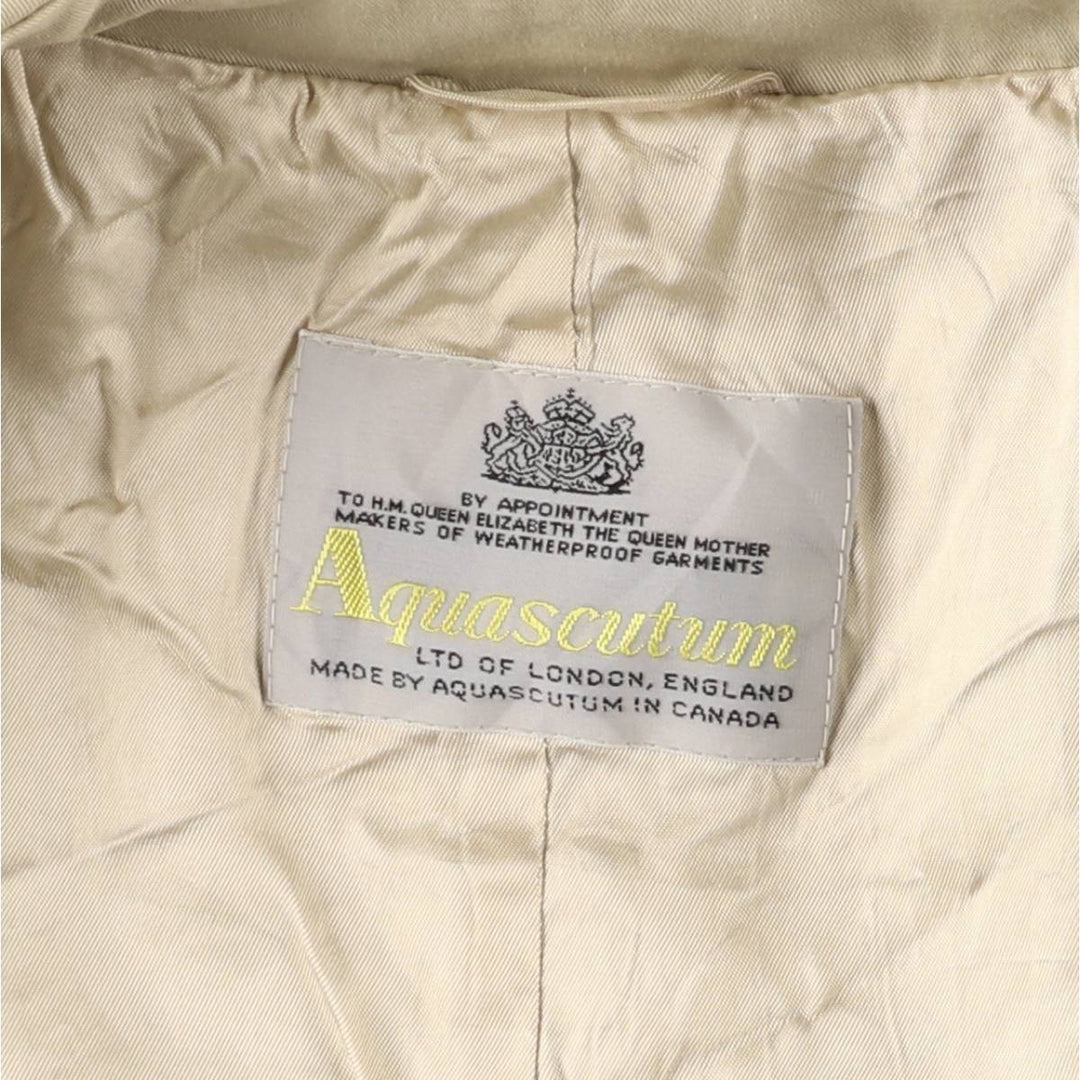 BY APPOINTMENT
TO H.M. QUEEN ELIZABETH THE QUEEN MOTHER
MAKERS OF WEATHERPROOF GARMENTS
Aquascutum
LTD OF LONDON, ENGLAND
MADE BY AQUASCUTUM IN CANADA